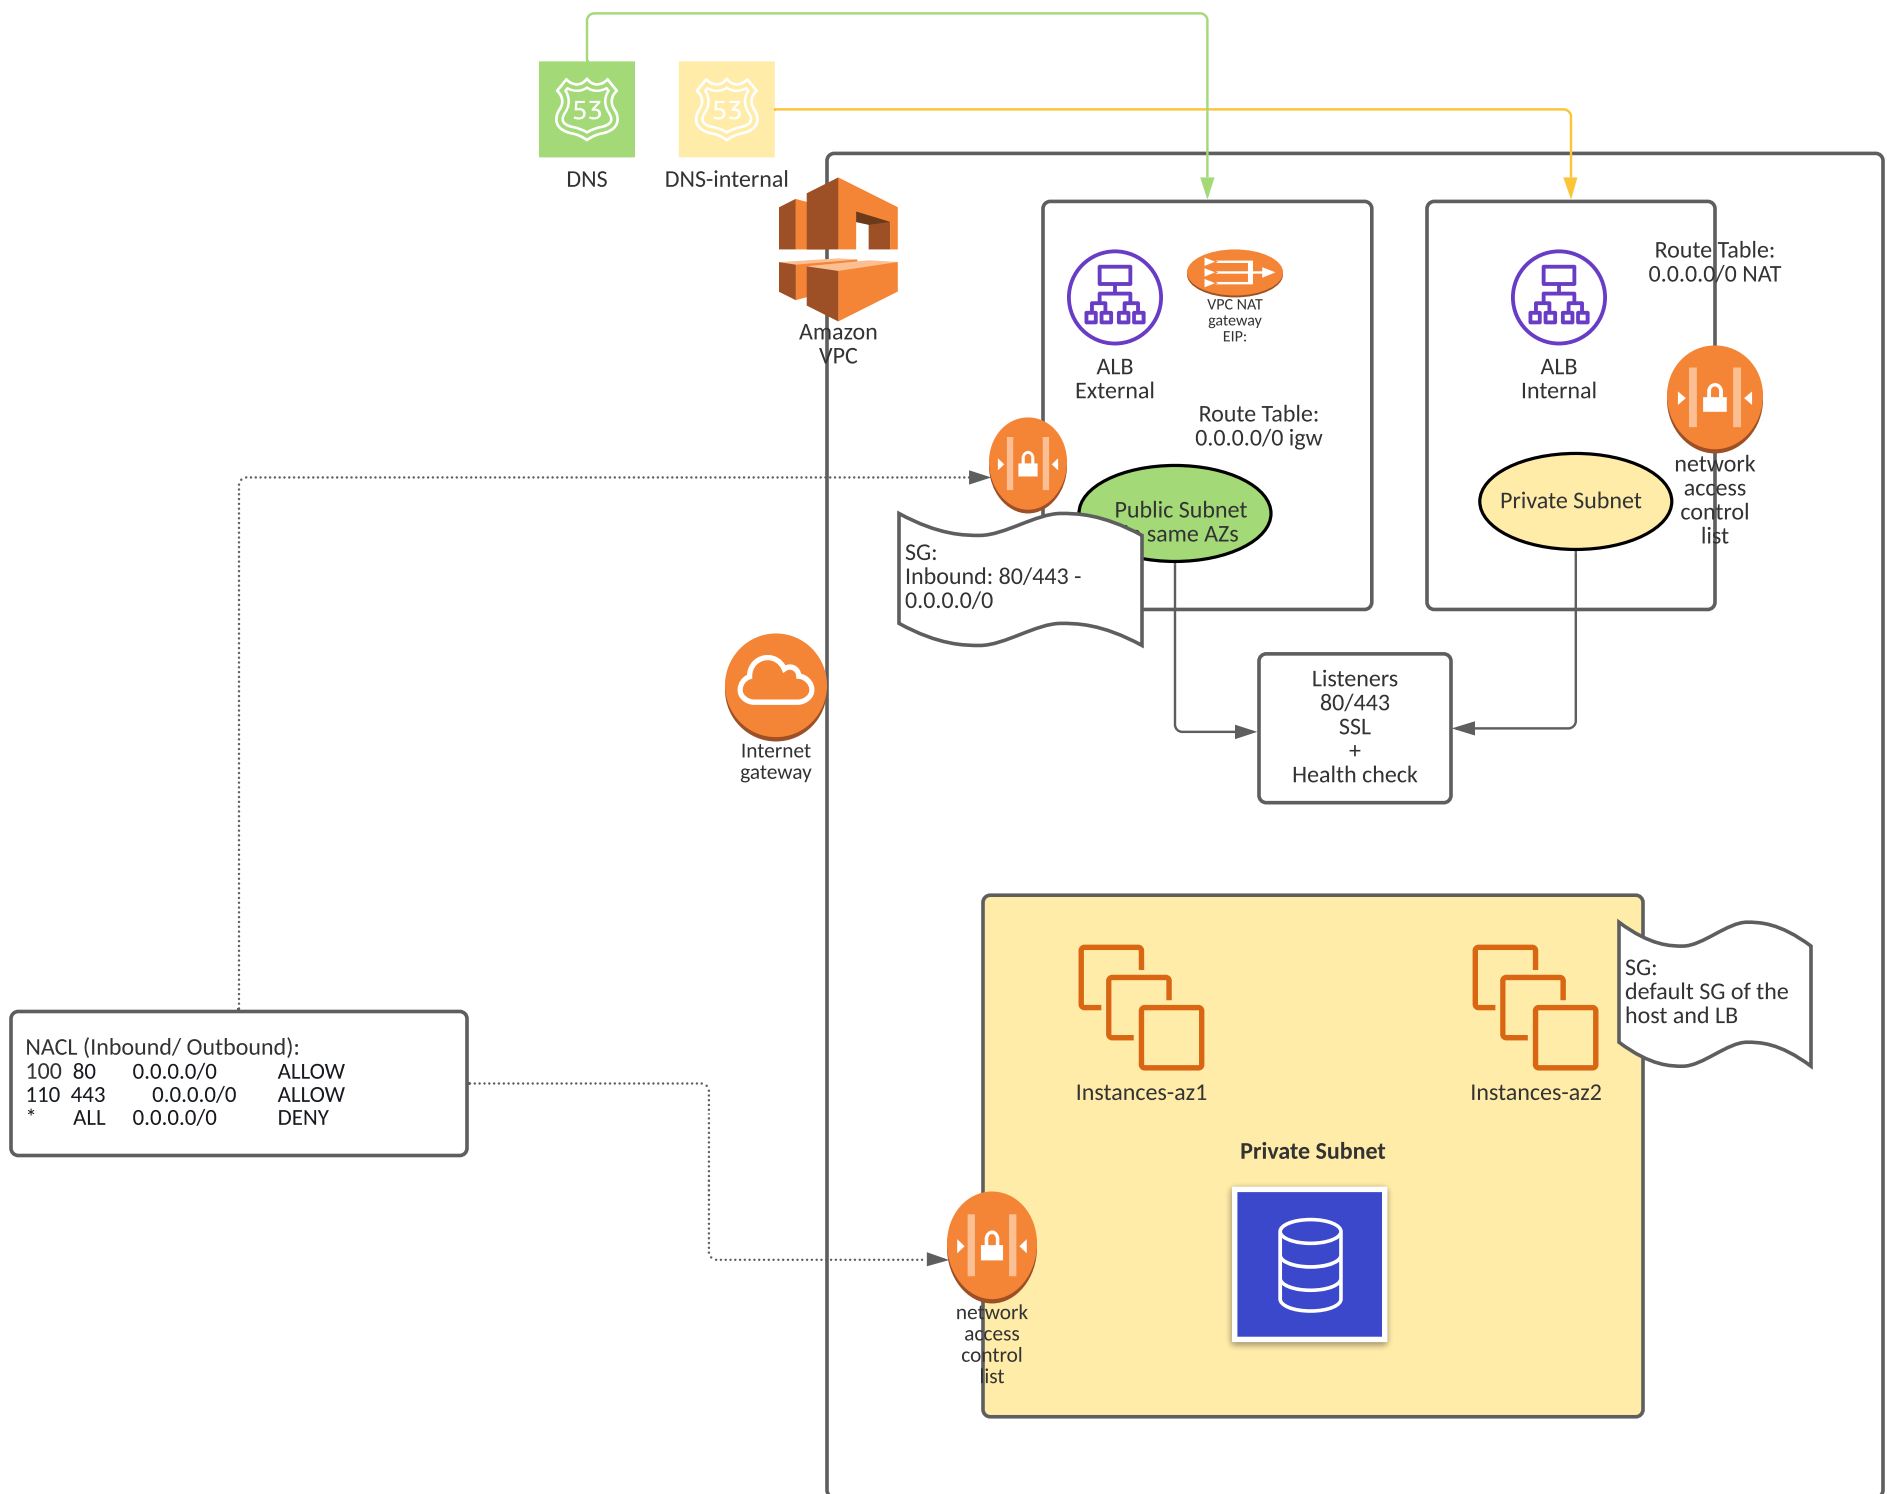 53
53
DNS
DNS-internal
Amazon
VPC
ALB
External
VPC NAT
gateway
EIP:
Route Table:
0.0.0.0/0 igw
Public Subnet
same AZs
SG:
Inbound: 80/443 -
0.0.0.0/0
ALB
Internal
Route Table:
0.0.0.0/0 NAT
network
access
control
list
Private Subnet
Internet
gateway
Listeners
80/443
SSL
+
Health check
NACL (Inbound/ Outbound):
100 80 0.0.0.0/0 ALLOW
110 443 0.0.0.0/0 ALLOW
* ALL 0.0.0.0/0 DENY
Instances-az1
Instances-az2
SG:
default SG of the
host and LB
Private Subnet
network
access
control
list